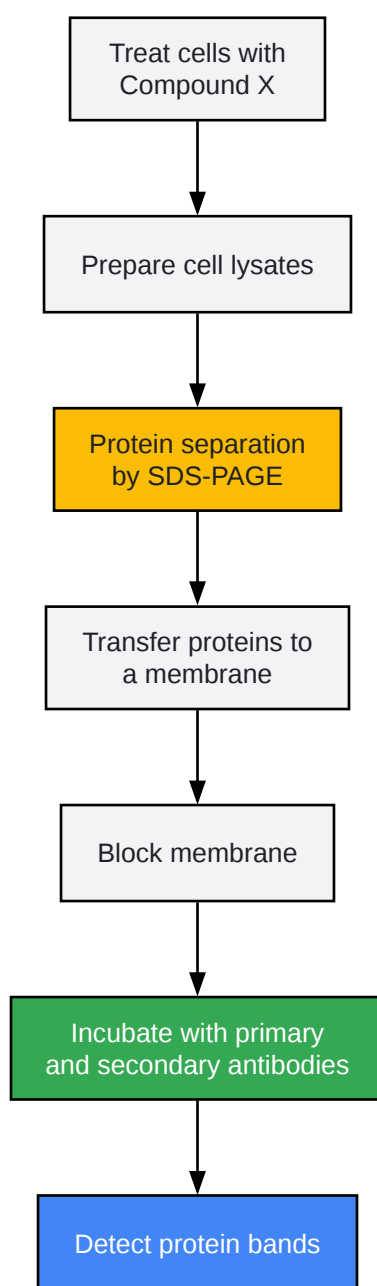 Treat cells with
Compound X
Prepare cell lysates
Protein separation
by SDS-PAGE
Transfer proteins to
a membrane
Block membrane
Incubate with primary
and secondary antibodies
Detect protein bands